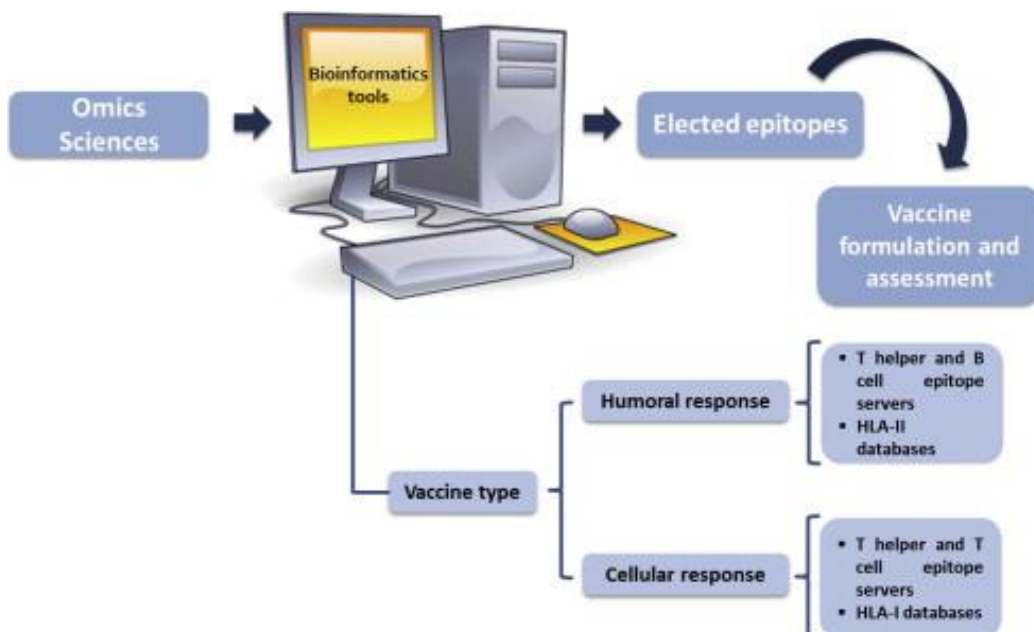 Omics
Sciences
Bioinformatics
tools
Elected epitopes
Vaccine
formulation and
assessment
Vaccine type
Humoral response
▪ T helper and B
cell epitope
servers
▪ HLA-II
databases
Cellular response
▪ T helper and T
cell epitope
servers
▪ HLA-I databases